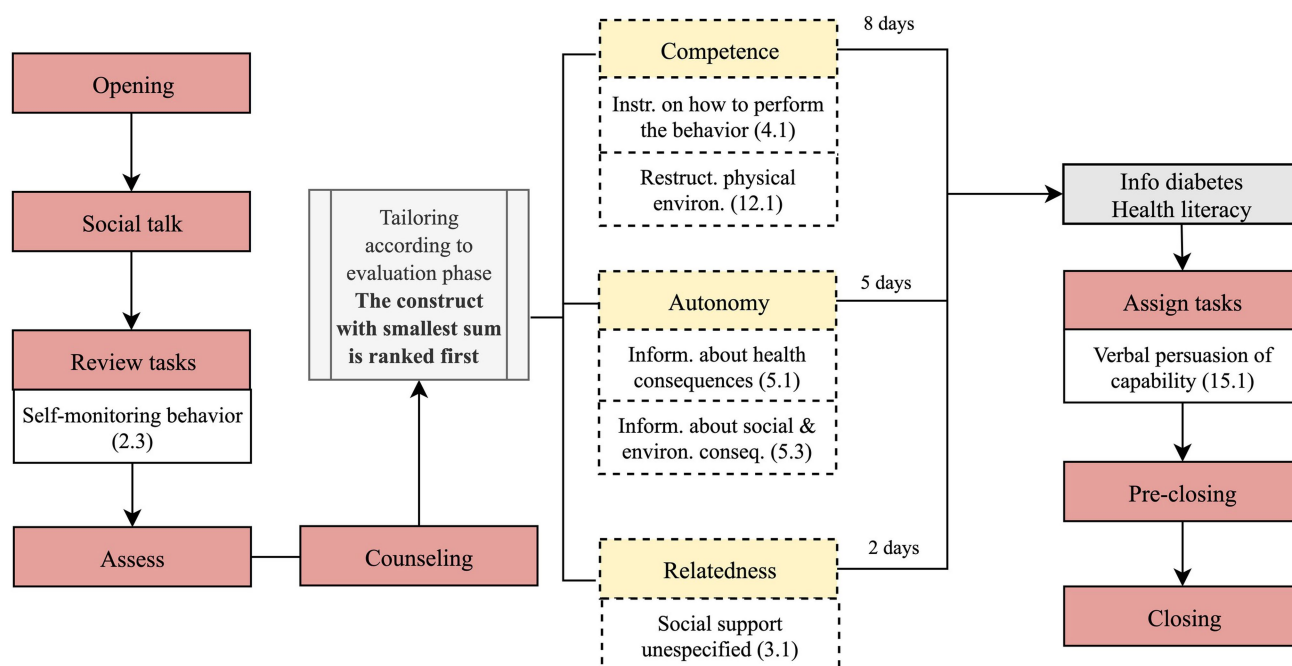 Opening
Social talk
Review tasks
Self-monitoring behavior
(2.3)
Assess
Counseling
Tailoring
according to
evaluation phase
The construct
with smallest sum
is ranked first
Competence
8 days
Instr. on how to perform
the behavior (4.1)
Restruct. physical
environ. (12.1)
Autonomy
5 days
Inform. about health
consequences (5.1)
Inform. about social &
environ. conseq. (5.3)
Relatedness
2 days
Social support
unespecified (3.1)
Info diabetes
Health literacy
Assign tasks
Verbal persuasion of
capability (15.1)
Pre-closing
Closing